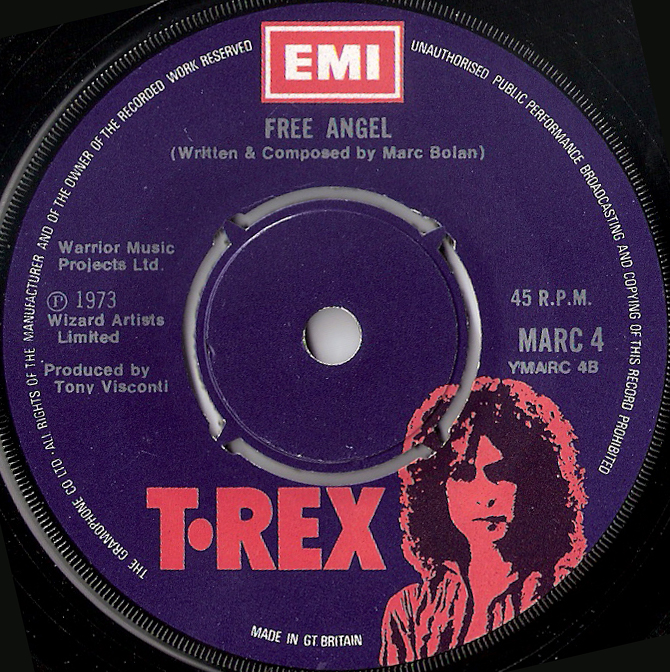 EMI
FREE ANGEL
(Written & Composed by Marc Bolan)
Warrior Music
Projects Ltd.
Ⓟ 1973
Wizard Artists
Limited
Produced by
Tony Visconti
45 R.P.M.
MARC 4
YMARC 4B
T•REX
MADE IN GT. BRITAIN
THE GRAMOPHONE CO LTD. ALL RIGHTS OF THE MANUFACTURER AND OF THE OWNER OF THE RECORDED WORK RESERVED
UNAUTHORISED PUBLIC PERFORMANCE BROADCASTING AND COPYING OF THIS RECORD PROHIBITED